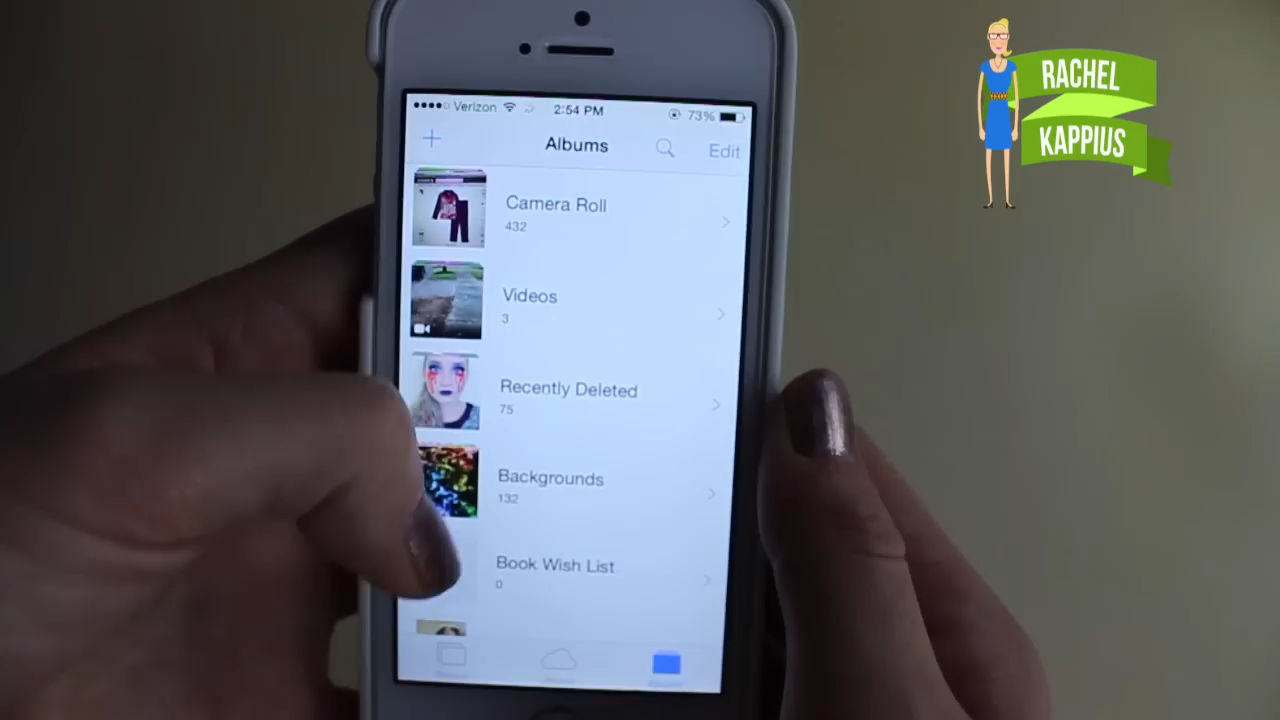 RACHEL
KAPPIUS
Verizon 2:54 PM 73%
+ Albums Edit
Camera Roll
432
Videos
3
Recently Deleted
75
Backgrounds
132
Book Wish List
0